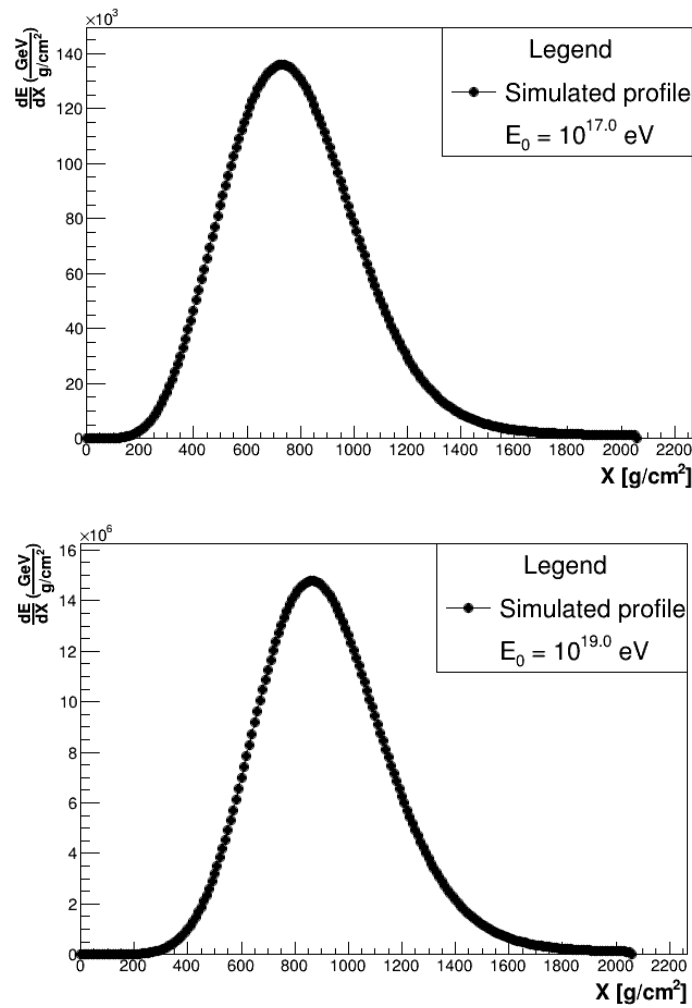 ×10³
dE/dX (GeV/g/cm²)
140
120
100
80
60
40
20
0
Legend
Simulated profile
E₀ = 10^17.0 eV
0 200 400 600 800 1000 1200 1400 1600 1800 2000 2200
X [g/cm²]
×10⁶
dE/dX (GeV/g/cm²)
16
14
12
10
8
6
4
2
0
Legend
Simulated profile
E₀ = 10^19.0 eV
0 200 400 600 800 1000 1200 1400 1600 1800 2000 2200
X [g/cm²]